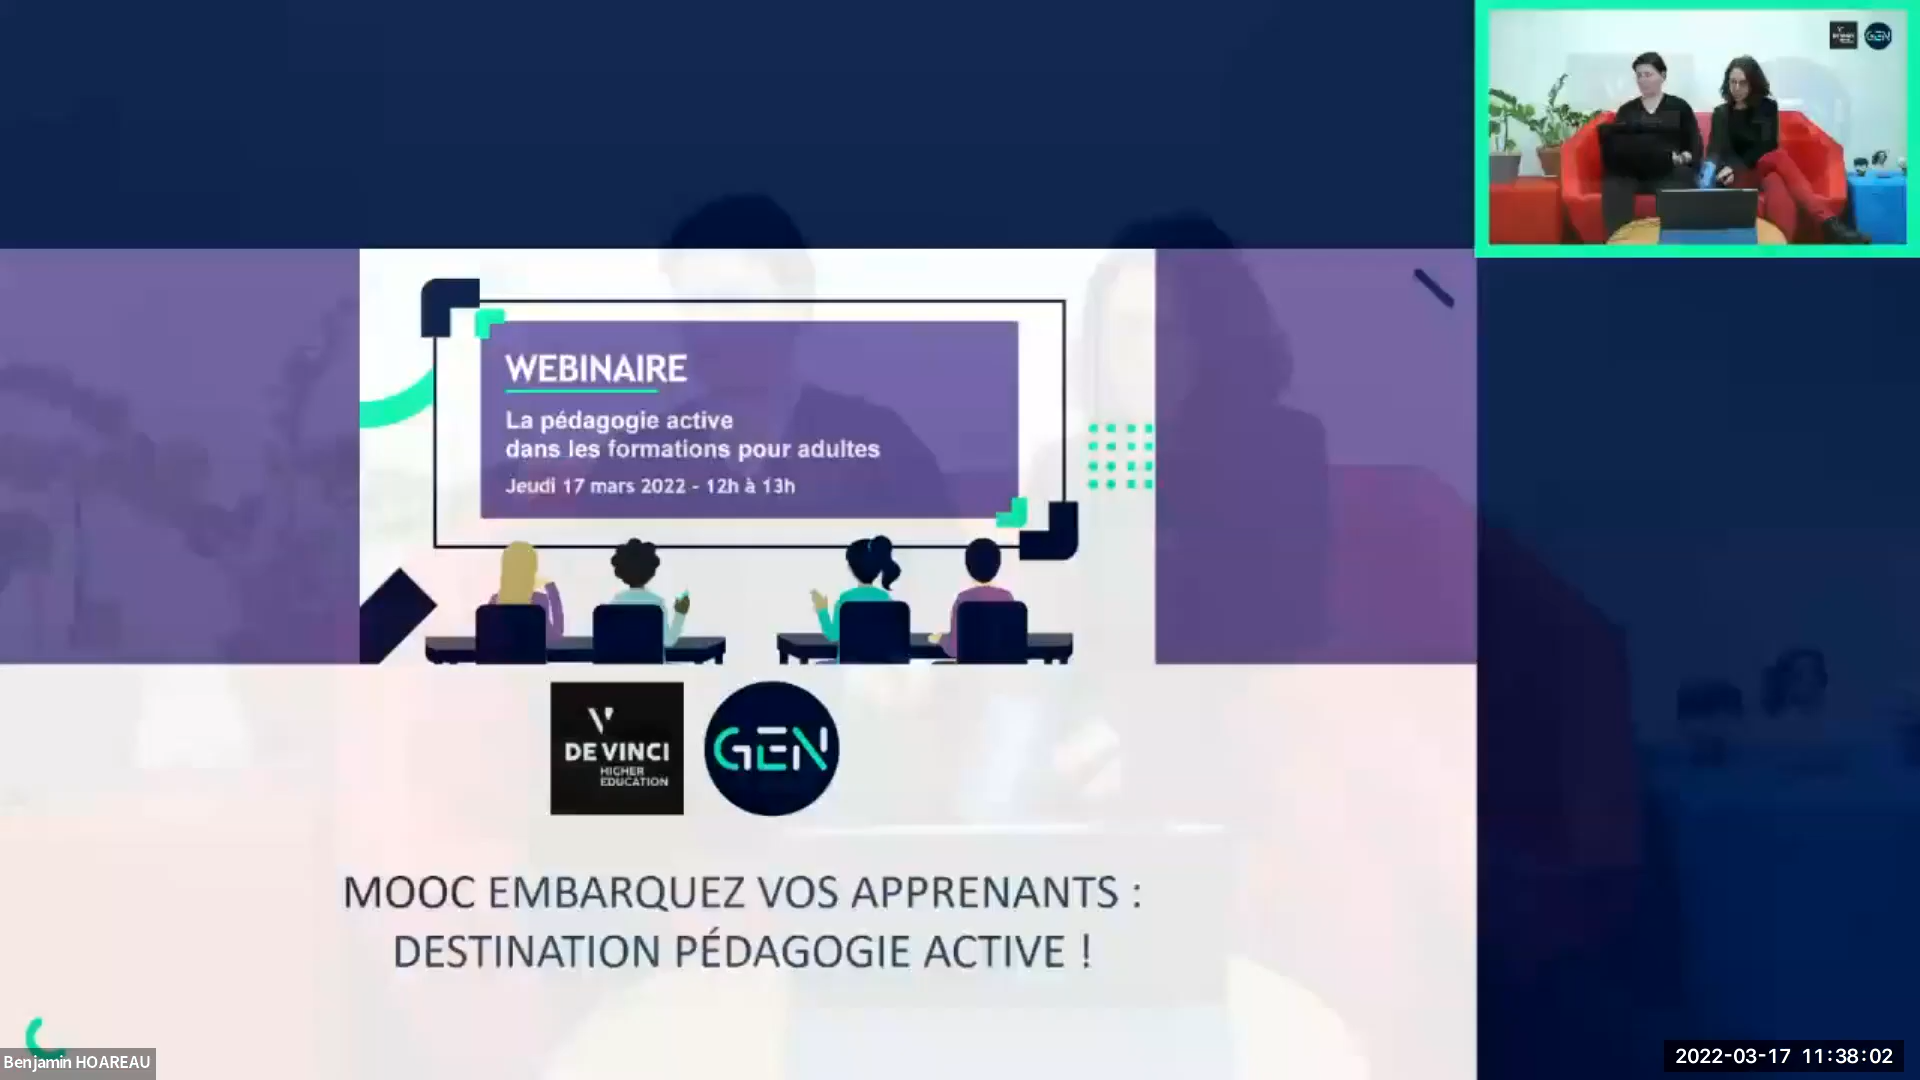 WEBINAIRE
La pédagogie active
dans les formations pour adultes
Jeudi 17 mars 2022 - 12h à 13h
DE VINCI
HIGHER
EDUCATION
GEN
MOOC EMBARQUEZ VOS APPRENANTS :
DESTINATION PÉDAGOGIE ACTIVE !
Benjamin HOAREAU
2022-03-17 11:38:02
GEN